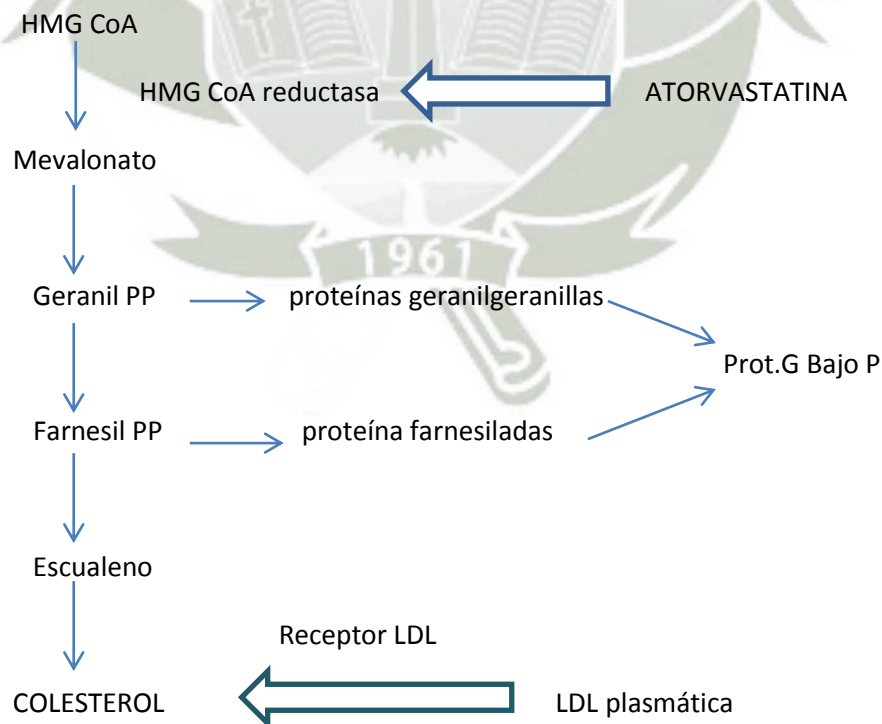 HMG CoA
HMG CoA reductasa
ATORVASTATINA
Mevalonato
1961
Geranil PP
proteínas geranilgeranillas
Prot.G Bajo P
Farnesil PP
proteína farnesiladas
Escualeno
Receptor LDL
COLESTEROL
LDL plasmática